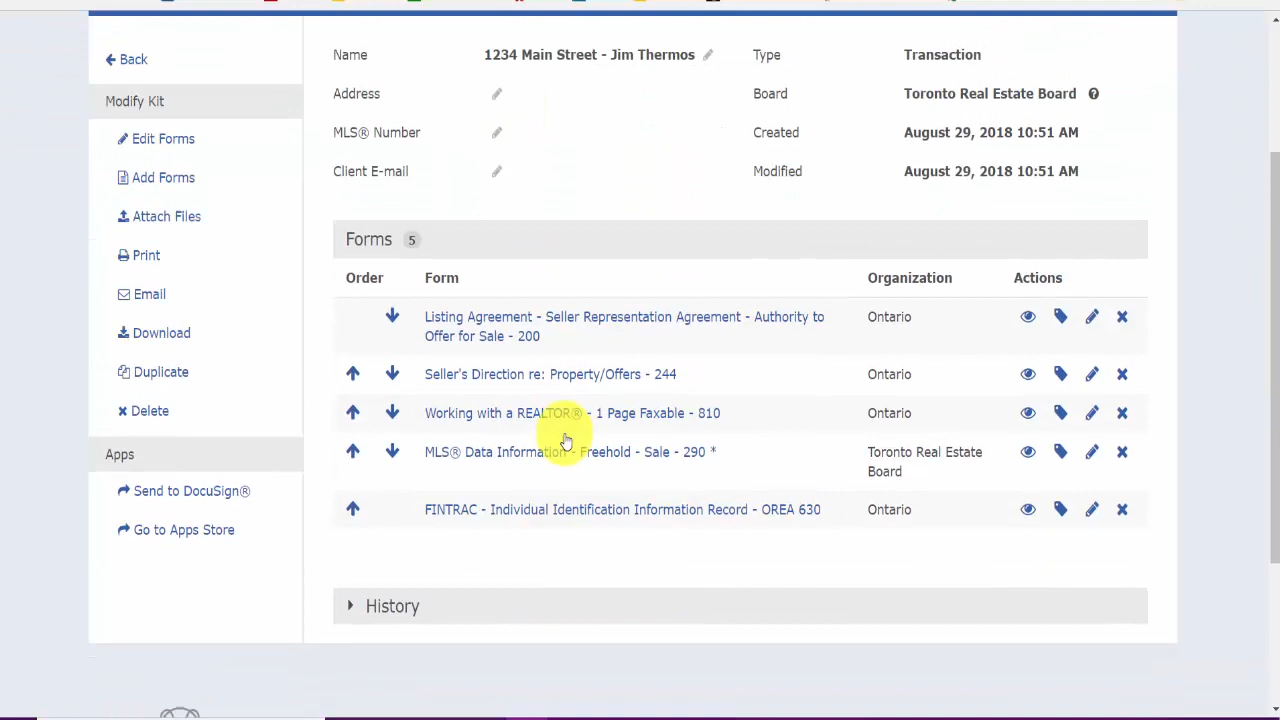 Back
Modify Kit
Edit Forms
Add Forms
Attach Files
Print
Email
Download
Duplicate
Delete
Apps
Send to DocuSign®
Go to Apps Store
Name 1234 Main Street - Jim Thermos Type Transaction
Address Board Toronto Real Estate Board
MLS® Number Created August 29, 2018 10:51 AM
Client E-mail Modified August 29, 2018 10:51 AM
Forms 5
Order Form Organization Actions
Listing Agreement - Seller Representation Agreement - Authority to Ontario
Offer for Sale - 200
Seller's Direction re: Property/Offers - 244 Ontario
Working with a REALTOR® - 1 Page Faxable - 810 Ontario
MLS® Data Information - Freehold - Sale - 290 * Toronto Real Estate
Board
FINTRAC - Individual Identification Information Record - OREA 630 Ontario
History